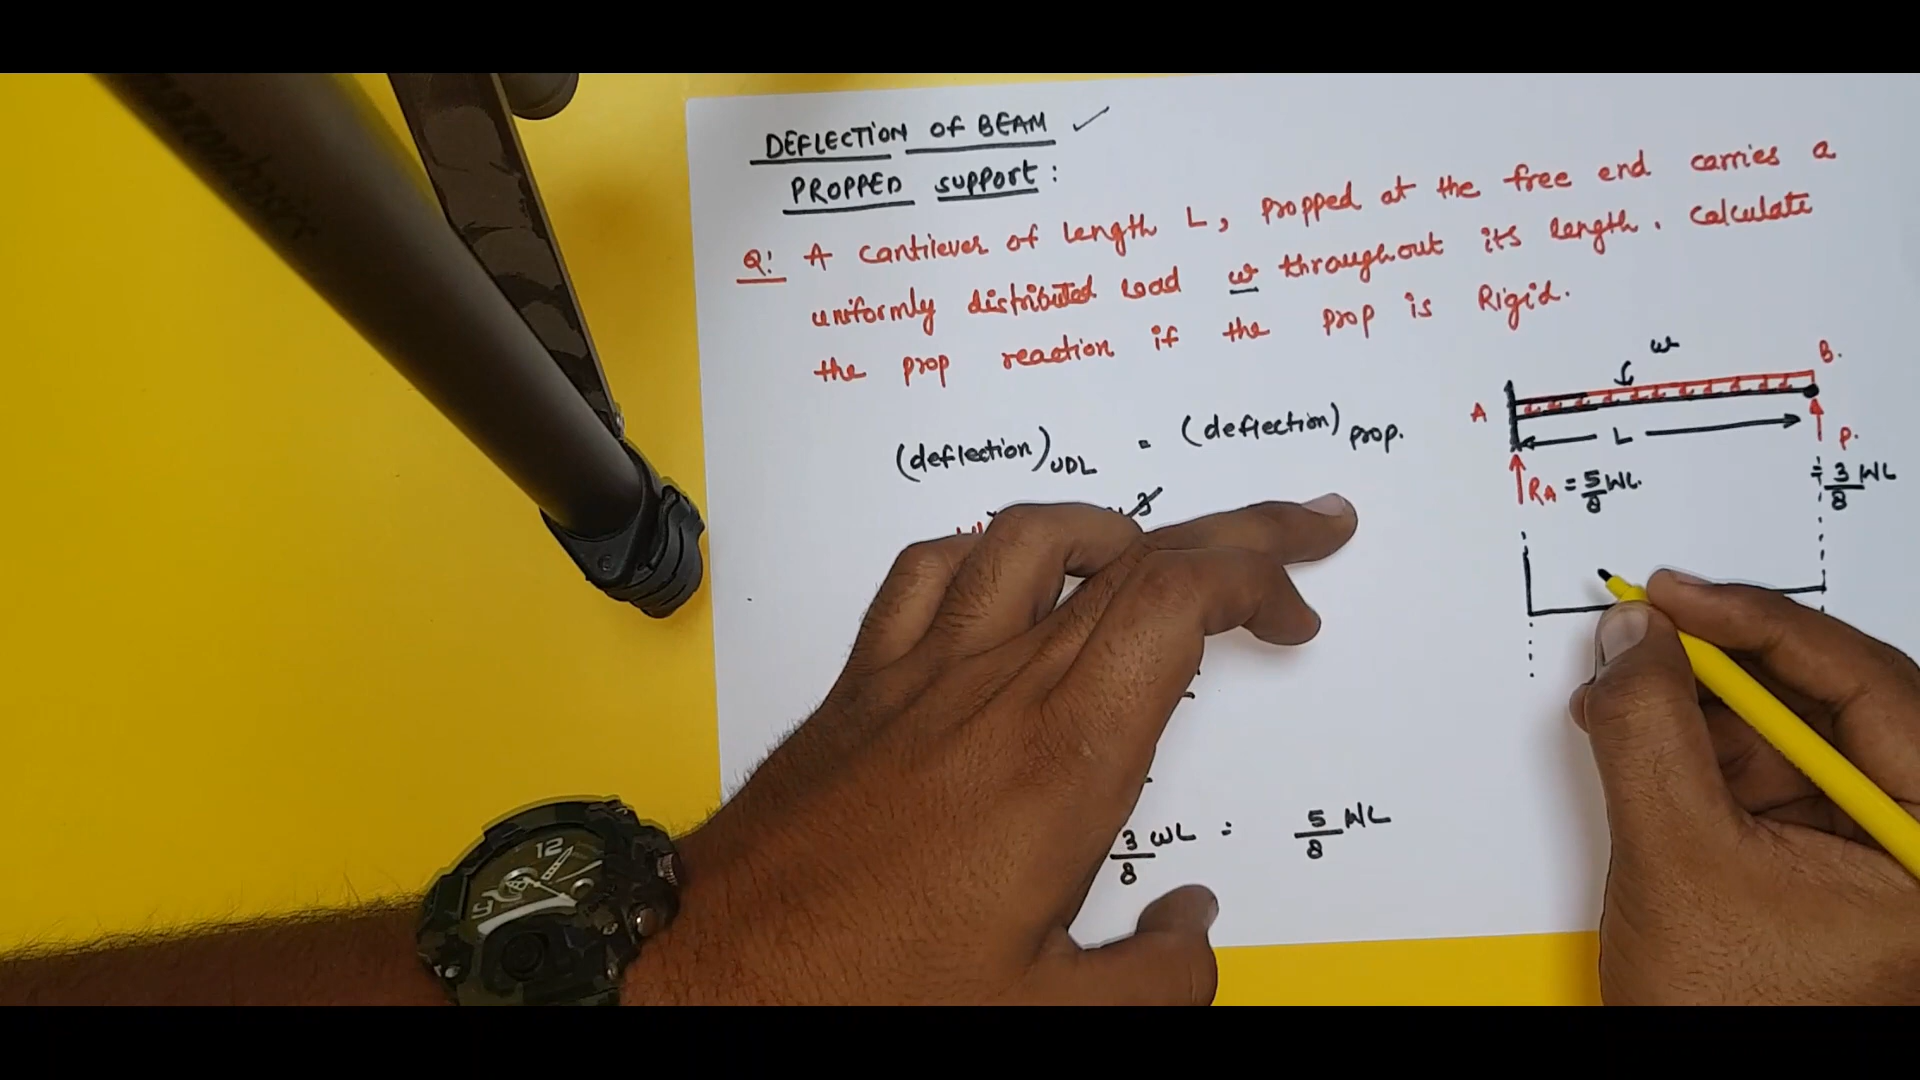 DEFLECTION OF BEAM ✓
PROPPED SUPPORT :
Q: A cantilever of length L, propped at the free end carries a
uniformly distributed load w throughout its length. Calculate
the prop reaction if the prop is Rigid.
(deflection)UDL = (deflection)prop.
w
B.
A
L
P.
RA = 5/8 WL.
= 3/8 WL
3/8 wL = 5/8 WL
12